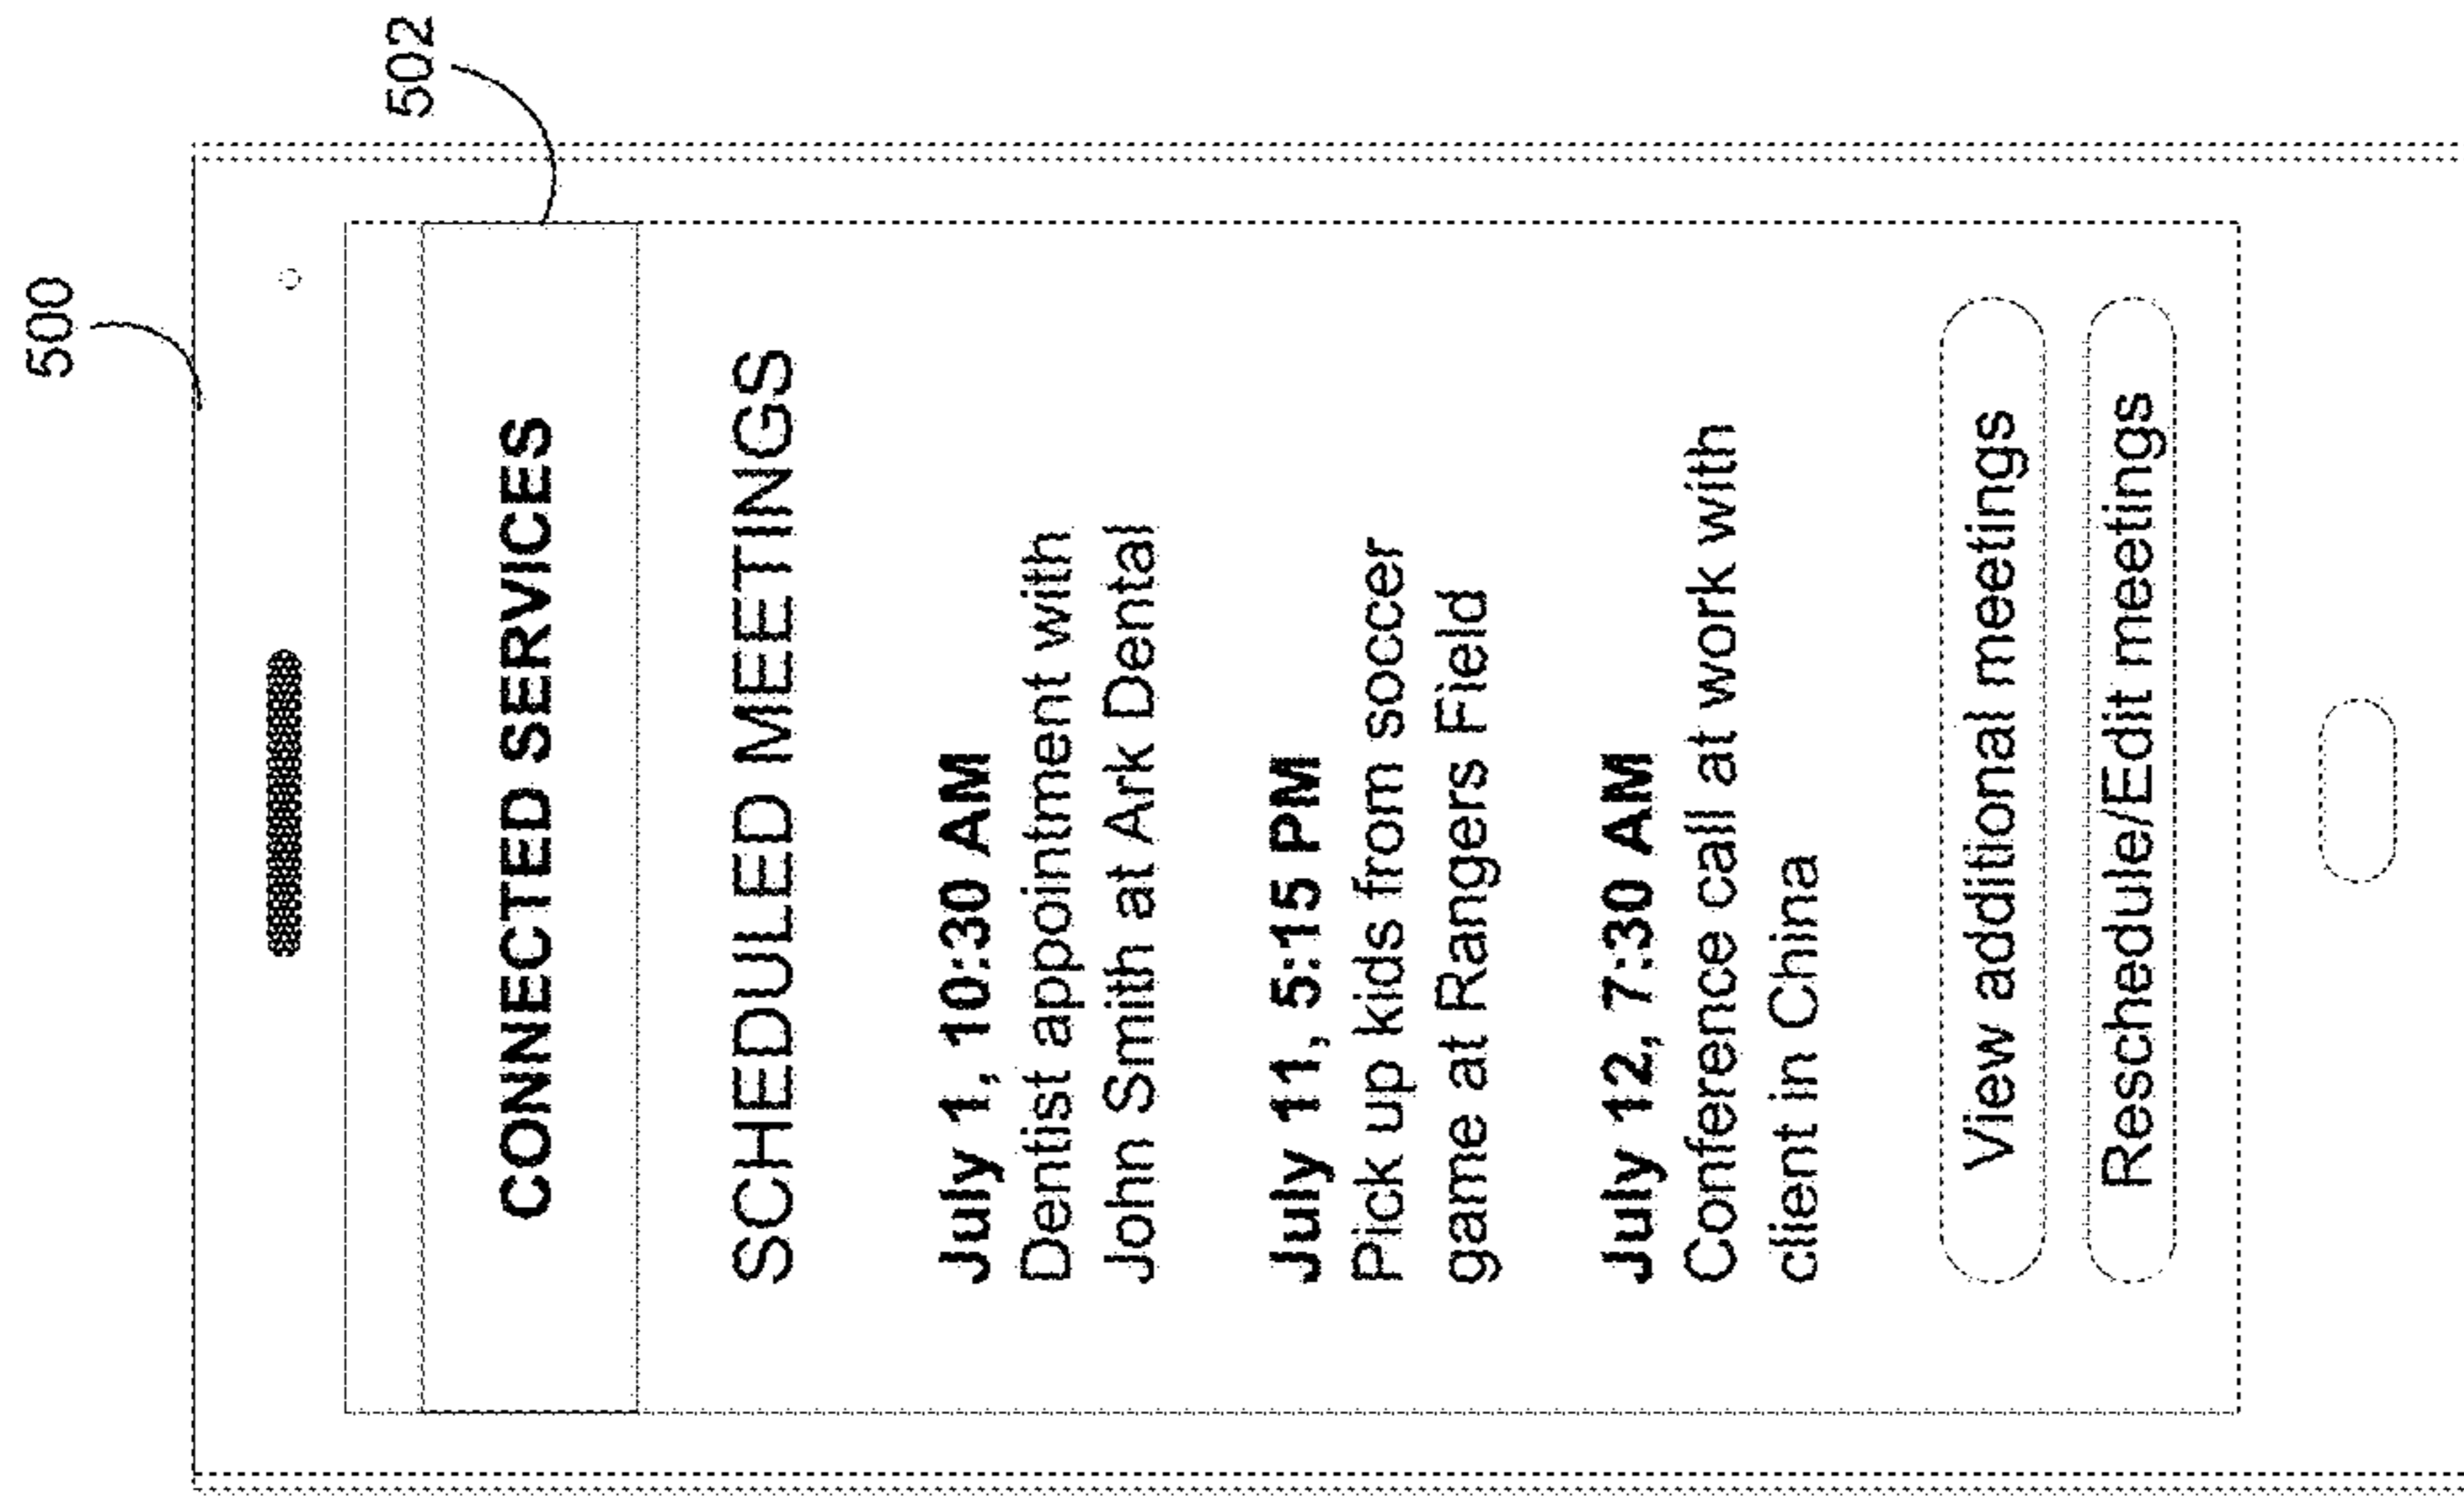 500
502
CONNECTED SERVICES
SCHEDULED MEETINGS
July 1, 10:30 AM
Dentist appointment with
John Smith at Ark Dental
July 11, 5:15 PM
Pick up kids from soccer
game at Rangers Field
July 12, 7:30 AM
Conference call at work with
client in China
View additional meetings
Reschedule/Edit meetings